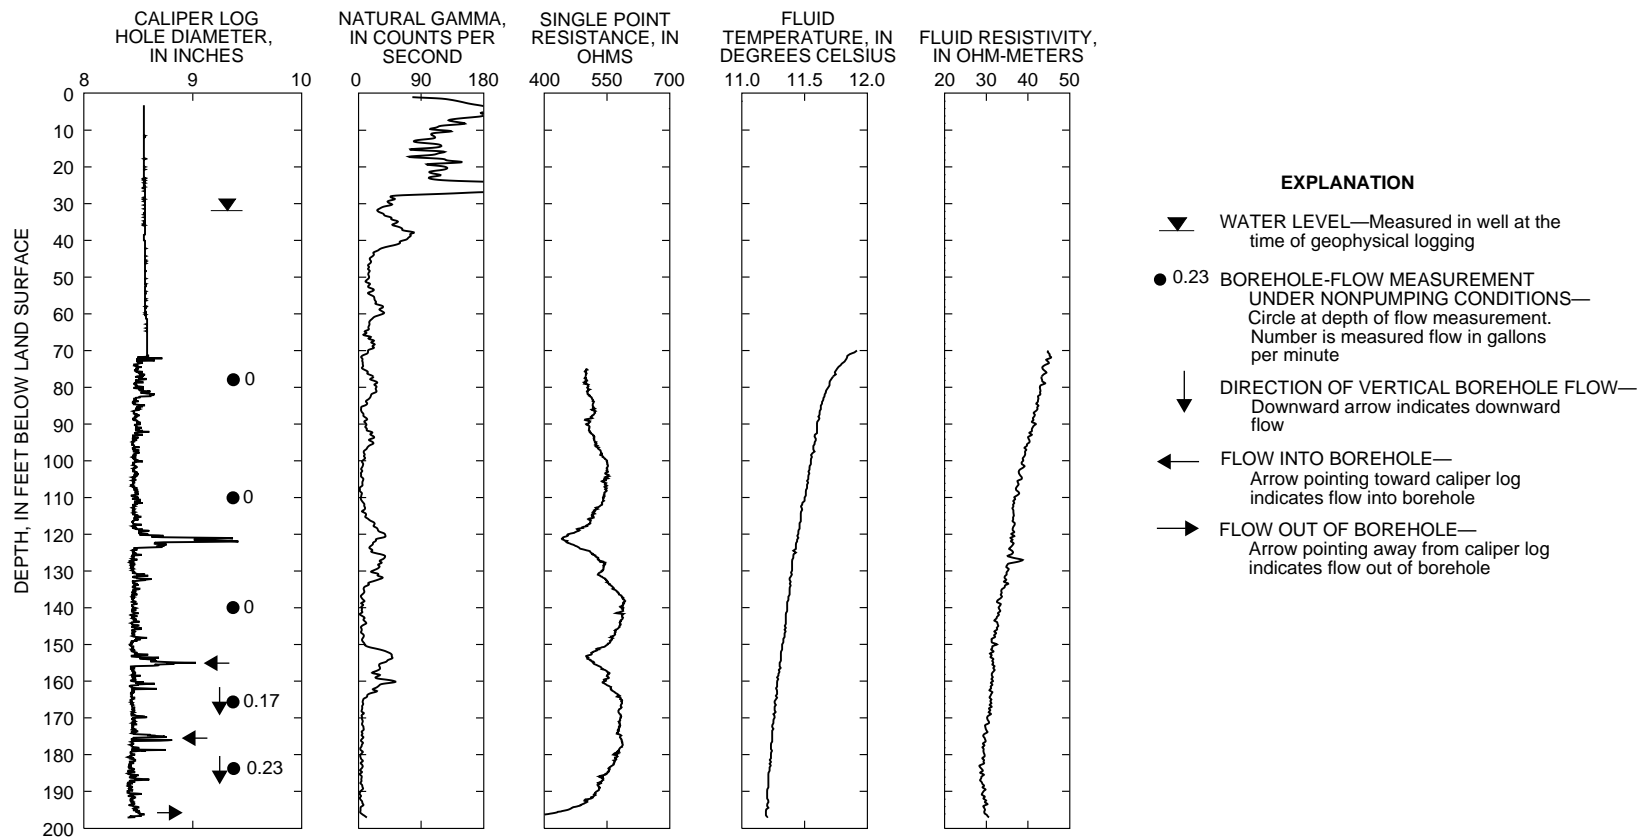 CALIPER LOG
HOLE DIAMETER,
IN INCHES
8 9 10
NATURAL GAMMA,
IN COUNTS PER
SECOND
0 90 180
SINGLE POINT
RESISTANCE, IN
OHMS
400 550 700
FLUID
TEMPERATURE, IN
DEGREES CELSIUS
11.0 11.5 12.0
FLUID RESISTIVITY,
IN OHM-METERS
20 30 40 50
DEPTH, IN FEET BELOW LAND SURFACE
0
10
20
30
40
50
60
70
80
90
100
110
120
130
140
150
160
170
180
190
200
0
0
0
0.17
0.23
EXPLANATION
WATER LEVEL—Measured in well at the
time of geophysical logging
0.23 BOREHOLE-FLOW MEASUREMENT
UNDER NONPUMPING CONDITIONS—
Circle at depth of flow measurement.
Number is measured flow in gallons
per minute
DIRECTION OF VERTICAL BOREHOLE FLOW—
Downward arrow indicates downward
flow
FLOW INTO BOREHOLE—
Arrow pointing toward caliper log
indicates flow into borehole
FLOW OUT OF BOREHOLE—
Arrow pointing away from caliper log
indicates flow out of borehole